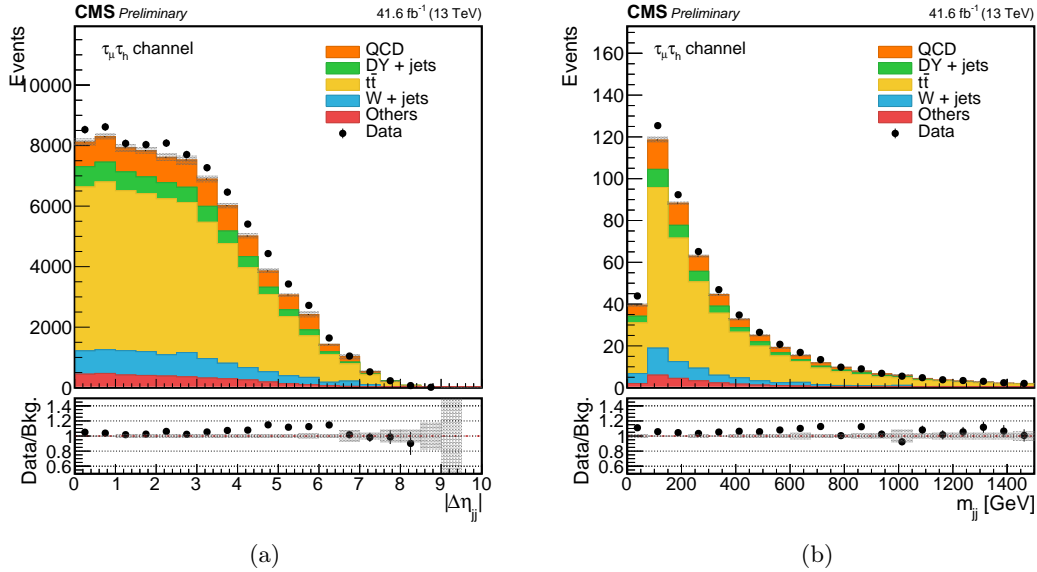 CMS Preliminary 41.6 fb⁻¹ (13 TeV)
Events
τμτh channel
QCD
DY + jets
tt̄
W + jets
Others
Data
10000
8000
6000
4000
2000
0
Data/Bkg.
1.4
1.2
1
0.8
0.6
0 1 2 3 4 5 6 7 8 9 10
|Δηjj|
(a)
CMS Preliminary 41.6 fb⁻¹ (13 TeV)
Events
τμτh channel
QCD
DY + jets
tt̄
W + jets
Others
Data
160
140
120
100
80
60
40
20
0
Data/Bkg.
1.4
1.2
1
0.8
0.6
0 200 400 600 800 1000 1200 1400
mjj [GeV]
(b)